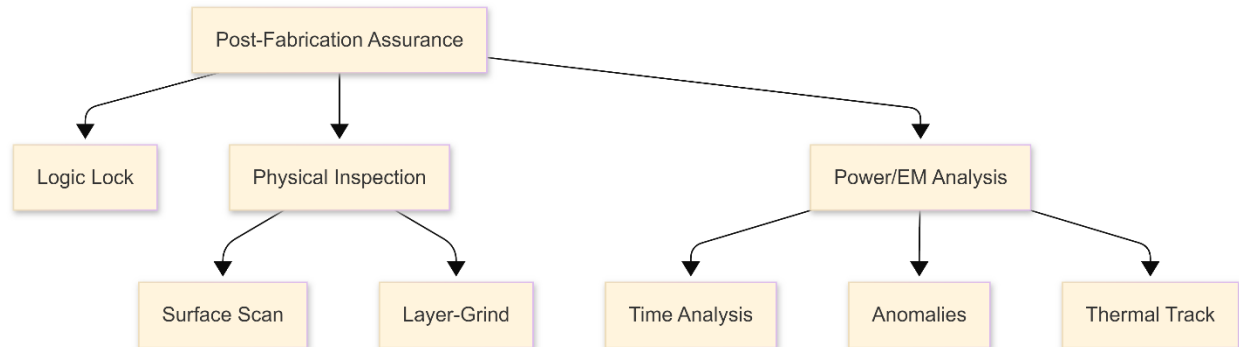 Post-Fabrication Assurance
Logic Lock
Physical Inspection
Power/EM Analysis
Surface Scan
Layer-Grind
Time Analysis
Anomalies
Thermal Track